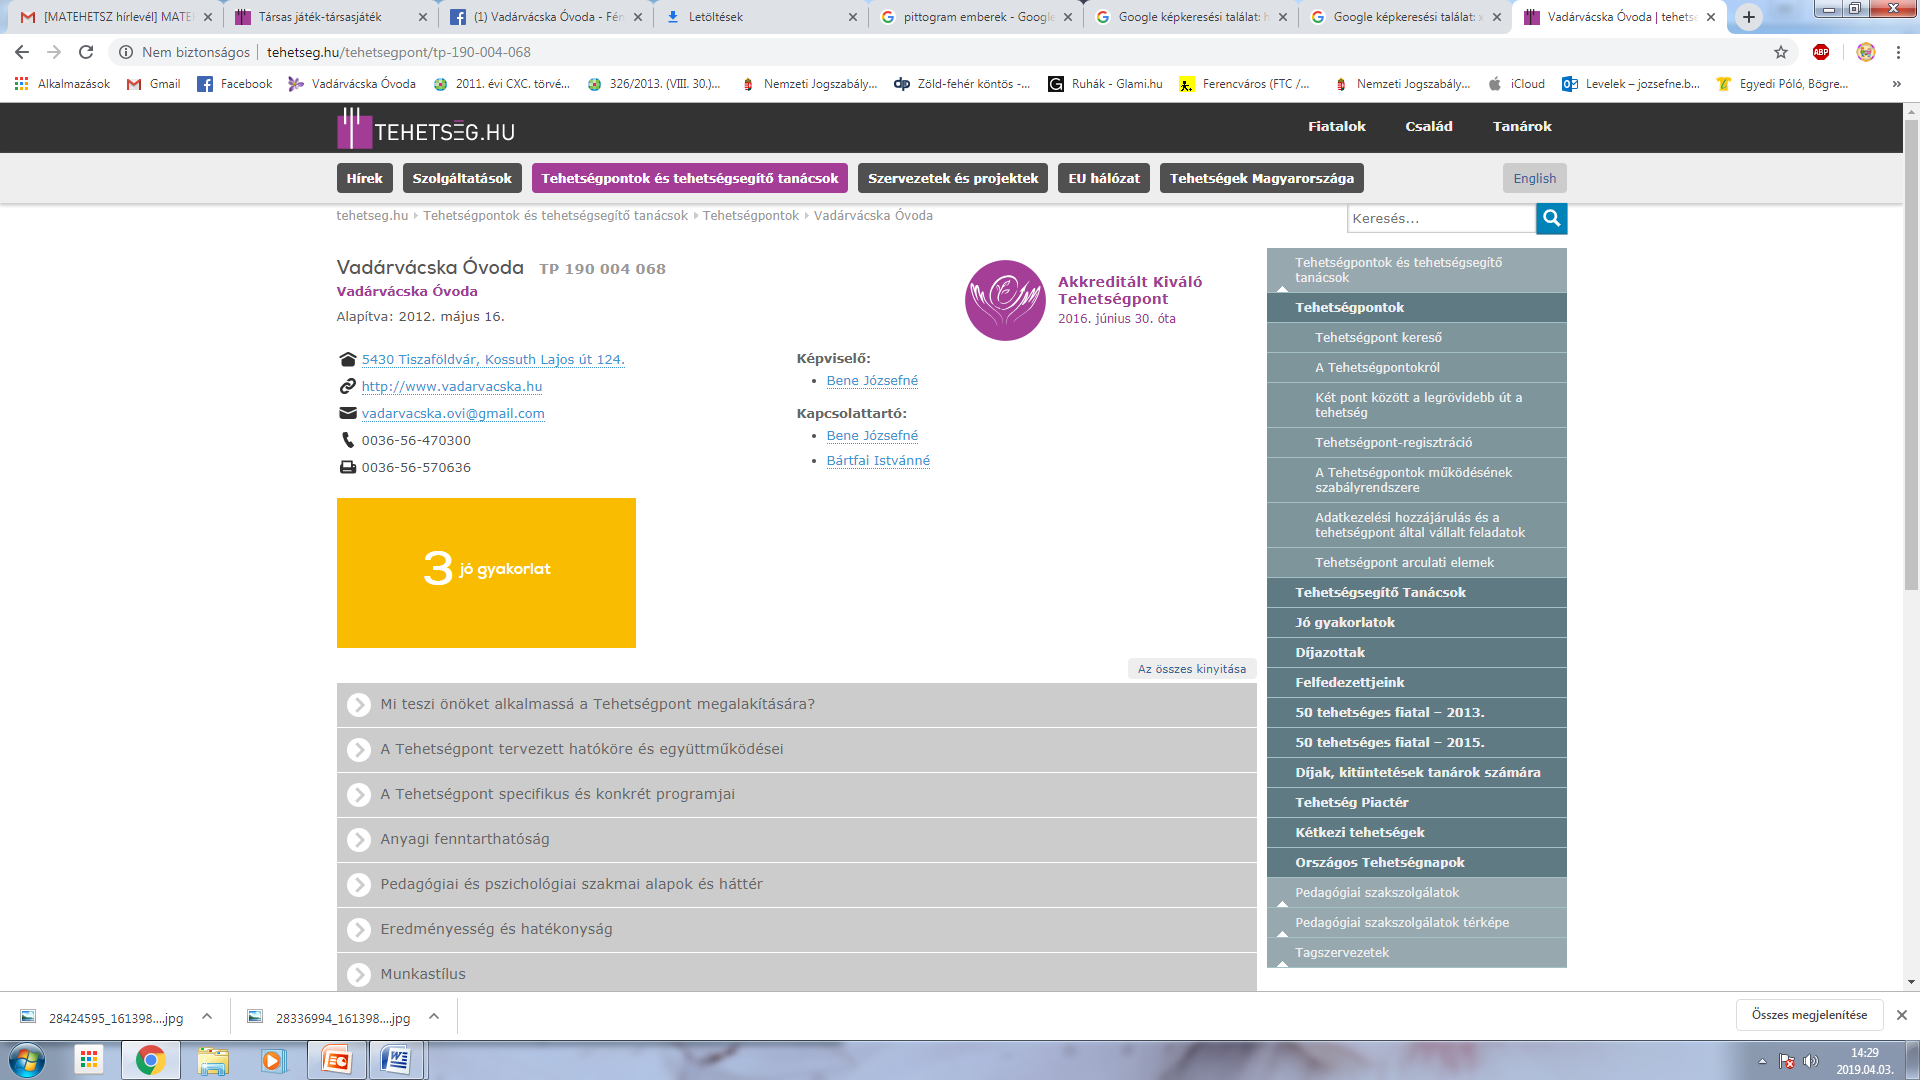 [MATEHETSZ hírlevél] MATE
Társas játék-társasjáték
(1) Vadárvácska Óvoda - Fén
Letöltések
pittogram emberek - Google
Google képkeresési találat: h
Google képkeresési találat: x
Vadárvácska Óvoda | tehetse
Nem biztonságos
tehetseg.hu/tehetsegpont/tp-190-004-068
ABP
Alkalmazások
Gmail
Facebook
Vadárvácska Óvoda
2011. évi CXC. törvé...
326/2013. (VIII. 30.)...
Nemzeti Jogszabály...
Zöld-fehér köntös -...
Ruhák - Glami.hu
Ferencváros (FTC /...
Nemzeti Jogszabály...
iCloud
Levelek – jozsefne.b...
Egyedi Póló, Bögre...
TEHETSÉG.HU
Fiatalok
Család
Tanárok
Hírek
Szolgáltatások
Tehetségpontok és tehetségsegítő tanácsok
Szervezetek és projektek
EU hálózat
Tehetségek Magyarországa
English
tehetseg.hu
Tehetségpontok és tehetségsegítő tanácsok
Tehetségpontok
Vadárvácska Óvoda
Keresés...
Vadárvácska Óvoda TP 190 004 068
Vadárvácska Óvoda
Alapítva: 2012. május 16.
Akkreditált Kiváló
Tehetségpont
2016. június 30. óta
5430 Tiszaföldvár, Kossuth Lajos út 124.
http://www.vadarvacska.hu
vadarvacska.ovi@gmail.com
0036-56-470300
0036-56-570636
Képviselő:
Bene Józsefné
Kapcsolattartó:
Bene Józsefné
Bártfai Istvánné
3 jó gyakorlat
Az összes kinyitása
Mi teszi önöket alkalmassá a Tehetségpont megalakítására?
A Tehetségpont tervezett hatóköre és együttműködései
A Tehetségpont specifikus és konkrét programjai
Anyagi fenntarthatóság
Pedagógiai és pszichológiai szakmai alapok és háttér
Eredményesség és hatékonyság
Munkastílus
Tehetségpontok és tehetségsegítő
tanácsok
Tehetségpontok
Tehetségpont kereső
A Tehetségpontokról
Két pont között a legrövidebb út a
tehetség
Tehetségpont-regisztráció
A Tehetségpontok működésének
szabályrendszere
Adatkezelési hozzájárulás és a
tehetségpont által vállalt feladatok
Tehetségpont arculati elemek
Tehetségsegítő Tanácsok
Jó gyakorlatok
Díjazottak
Felfedezettjeink
50 tehetséges fiatal – 2013.
50 tehetséges fiatal – 2015.
Díjak, kitüntetések tanárok számára
Tehetség Piactér
Kétkezi tehetségek
Országos Tehetségnapok
Pedagógiai szakszolgálatok
Pedagógiai szakszolgálatok térképe
Tagszervezetek
28424595_161398....jpg
28336994_161398....jpg
Összes megjelenítése
14:29
2019.04.03.